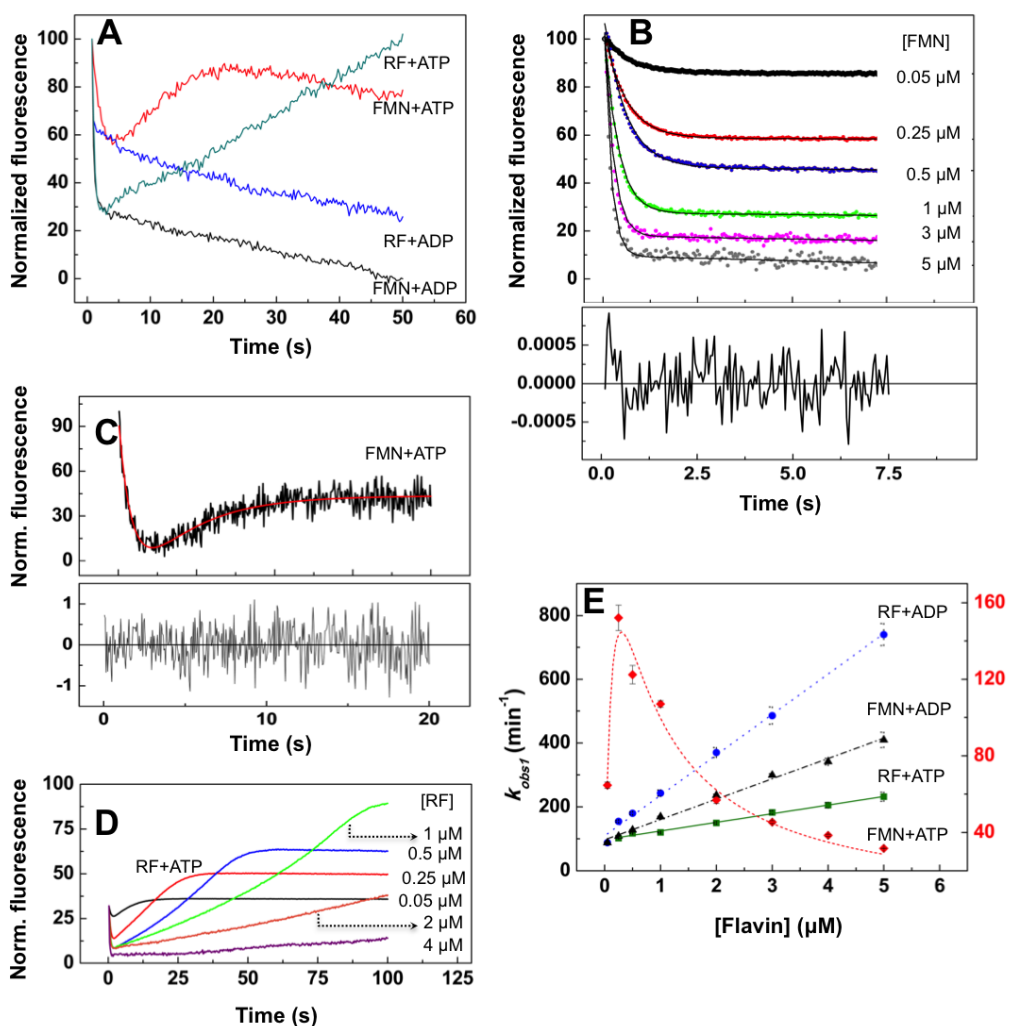 A
Normalized fluorescence
100
80
60
40
20
0
RF+ATP
FMN+ATP
RF+ADP
FMN+ADP
0 10 20 30 40 50 60
Time (s)
B
[FMN]
Normalized fluorescence
100
80
60
40
20
0
0.05 µM
0.25 µM
0.5 µM
1 µM
3 µM
5 µM
0.0005
0.0000
-0.0005
0.0 2.5 5.0 7.5
Time (s)
C
FMN+ATP
Norm. fluorescence
90
60
30
0
1
0
-1
0 10 20
Time (s)
D
[RF]
RF+ATP
Norm. fluorescence
100
75
50
25
0
1 µM
0.5 µM
0.25 µM
0.05 µM
2 µM
4 µM
0 25 50 75 100 125
Time (s)
E
kobs1 (min-1)
800
600
400
200
0
RF+ADP
FMN+ADP
RF+ATP
FMN+ATP
160
120
80
40
0 1 2 3 4 5 6
[Flavin] (µM)